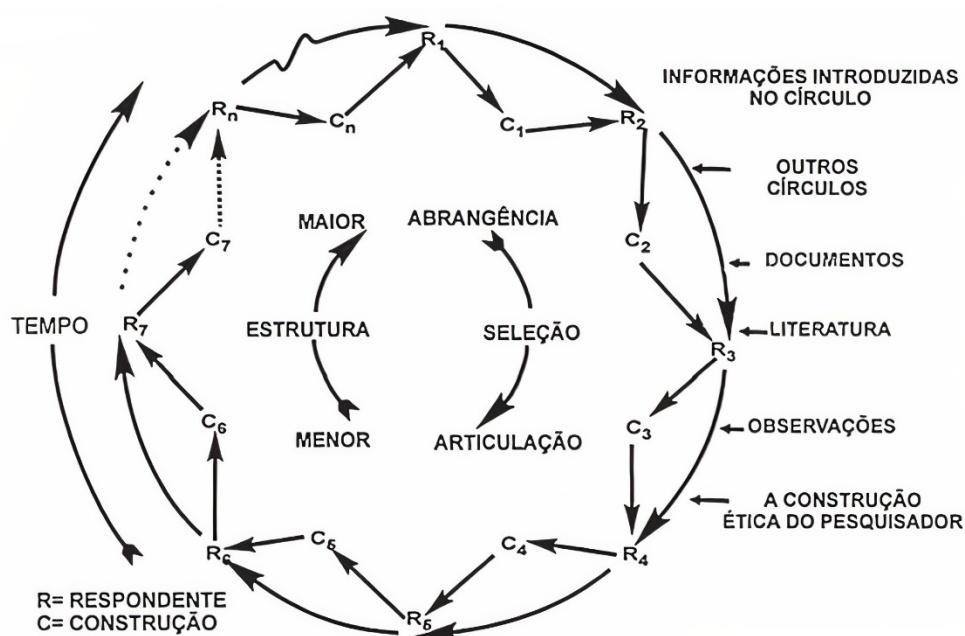 R1
Rn
Cn
C1
R2
INFORMAÇÕES INTRODUZIDAS
NO CÍRCULO
OUTROS
CÍRCULOS
MAIOR
ABRANGÊNCIA
C7
C2
DOCUMENTOS
TEMPO
R7
ESTRUTURA
SELEÇÃO
R3
LITERATURA
C6
C3
MENOR
ARTICULAÇÃO
OBSERVAÇÕES
A CONSTRUÇÃO
ÉTICA DO PESQUISADOR
R6
C5
C4
R4
R5
R= RESPONDENTE
C= CONSTRUÇÃO